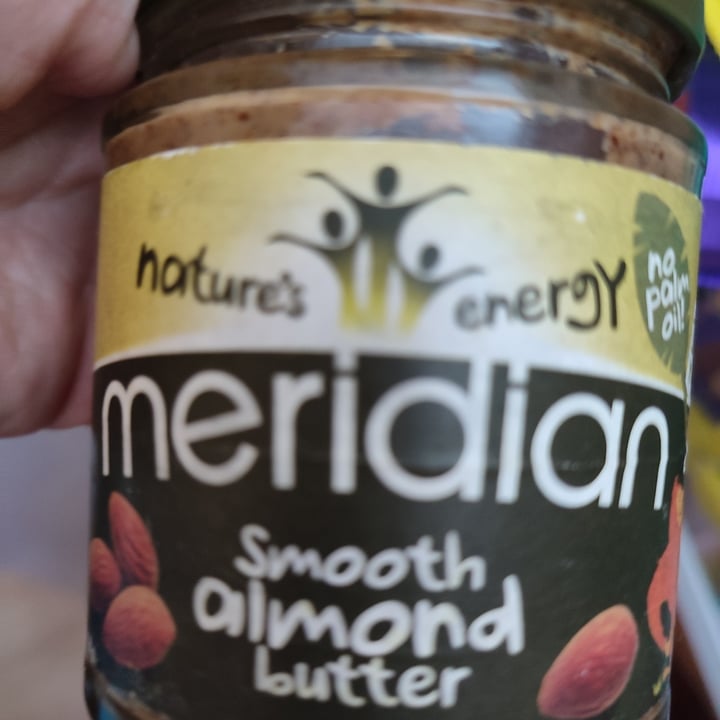 nature's energy
no
palm
oil!
meridian
Smooth
almond
butter